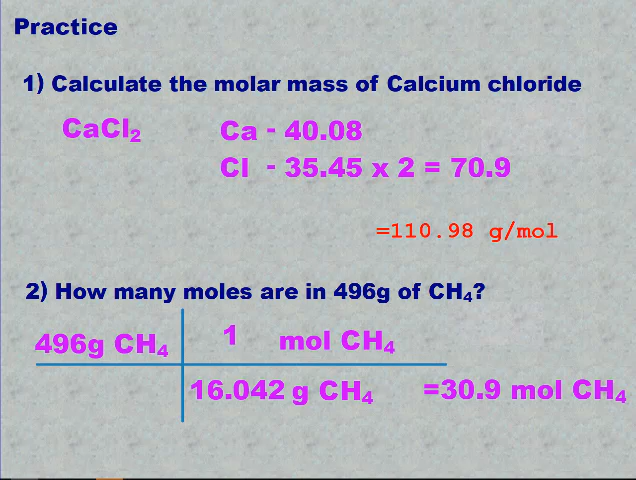 Practice
1) Calculate the molar mass of Calcium chloride
CaCl₂ Ca - 40.08
Cl - 35.45 x 2 = 70.9
=110.98 g/mol
2) How many moles are in 496g of CH₄?
496g CH₄ 1 mol CH₄
16.042 g CH₄ =30.9 mol CH₄